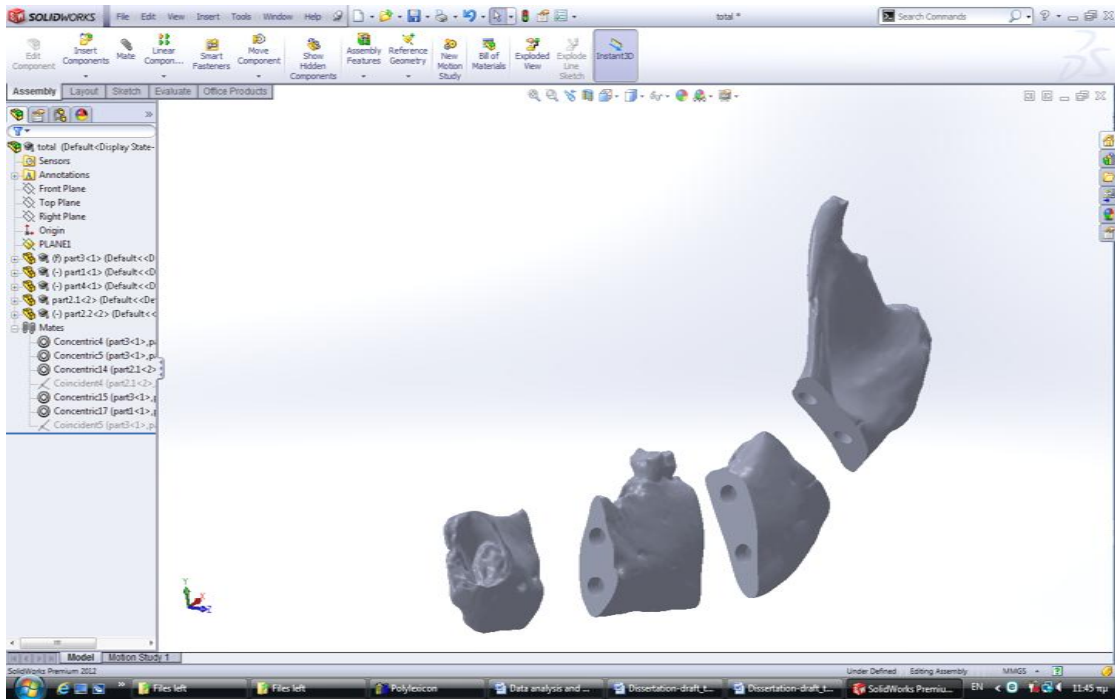 SOLIDWORKS File Edit View Insert Tools Window Help total * Search Commands
Edit Component
Insert Components
Mate
Linear Compon...
Smart Fasteners
Move Component
Show Hidden Components
Assembly Features
Reference Geometry
New Motion Study
Bill of Materials
Exploded View
Explode Line Sketch
Instant3D
Assembly Layout Sketch Evaluate Office Products
total (Default<Display State-
Sensors
Annotations
Front Plane
Top Plane
Right Plane
Origin
PLANE1
(f) part3<1> (Default<<D
(-) part1<1> (Default<<D
(-) part4<1> (Default<<D
part2.1<2> (Default<<De
(-) part2.2<2> (Default<<
Mates
Concentric4 (part3<1>,p
Concentric5 (part3<1>,p
Concentric14 (part2.1<2>
Coincident4 (part2.1<2>,
Concentric15 (part3<1>,p
Concentric17 (part1<1>,
Coincident5 (part3<1>,p
Y
X
Z
Model Motion Study 1
SolidWorks Premium 2012 Under Defined Editing Assembly MMGS
Files left Files left Polylexicon Data analysis and ... Dissertation-draft_t... Dissertation-draft_t... SolidWorks Premiu... EN 11:45